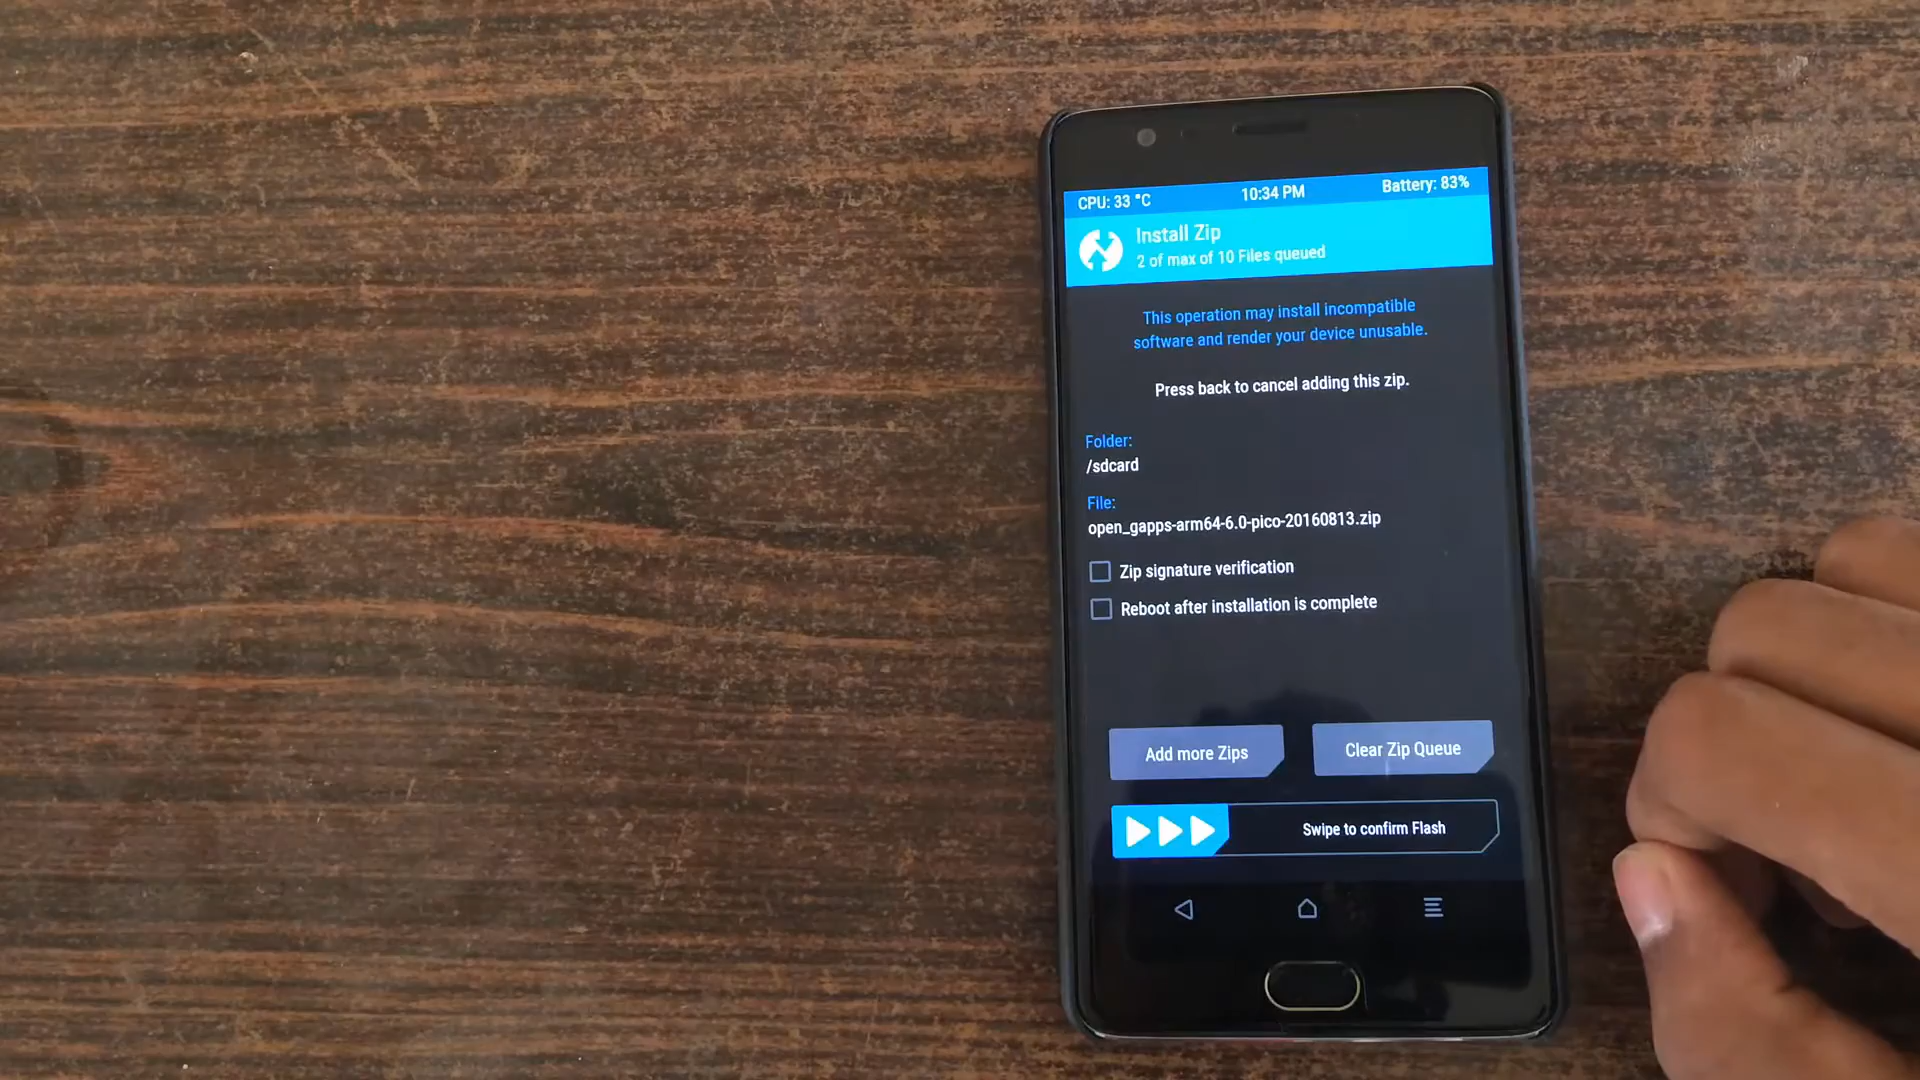 CPU: 33 °C 10:34 PM Battery: 83%
Install Zip
2 of max of 10 Files queued
This operation may install incompatible
software and render your device unusable.
Press back to cancel adding this zip.
Folder:
/sdcard
File:
open_gapps-arm64-6.0-pico-20160813.zip
Zip signature verification
Reboot after installation is complete
Add more Zips Clear Zip Queue
Swipe to confirm Flash